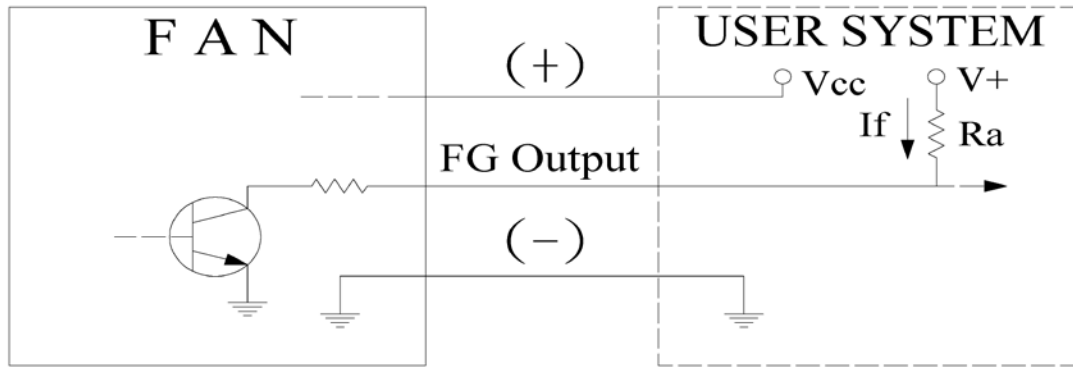 F A N
USER SYSTEM
(+)
Vcc
V+
If
Ra
FG Output
(-)